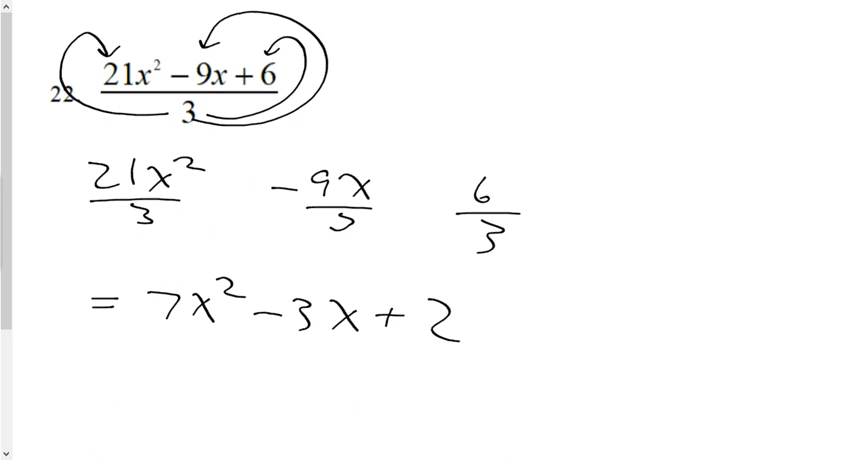 22. (21x² − 9x + 6)/3
21x²/3 − 9x/3 6/3
= 7x² − 3x + 2